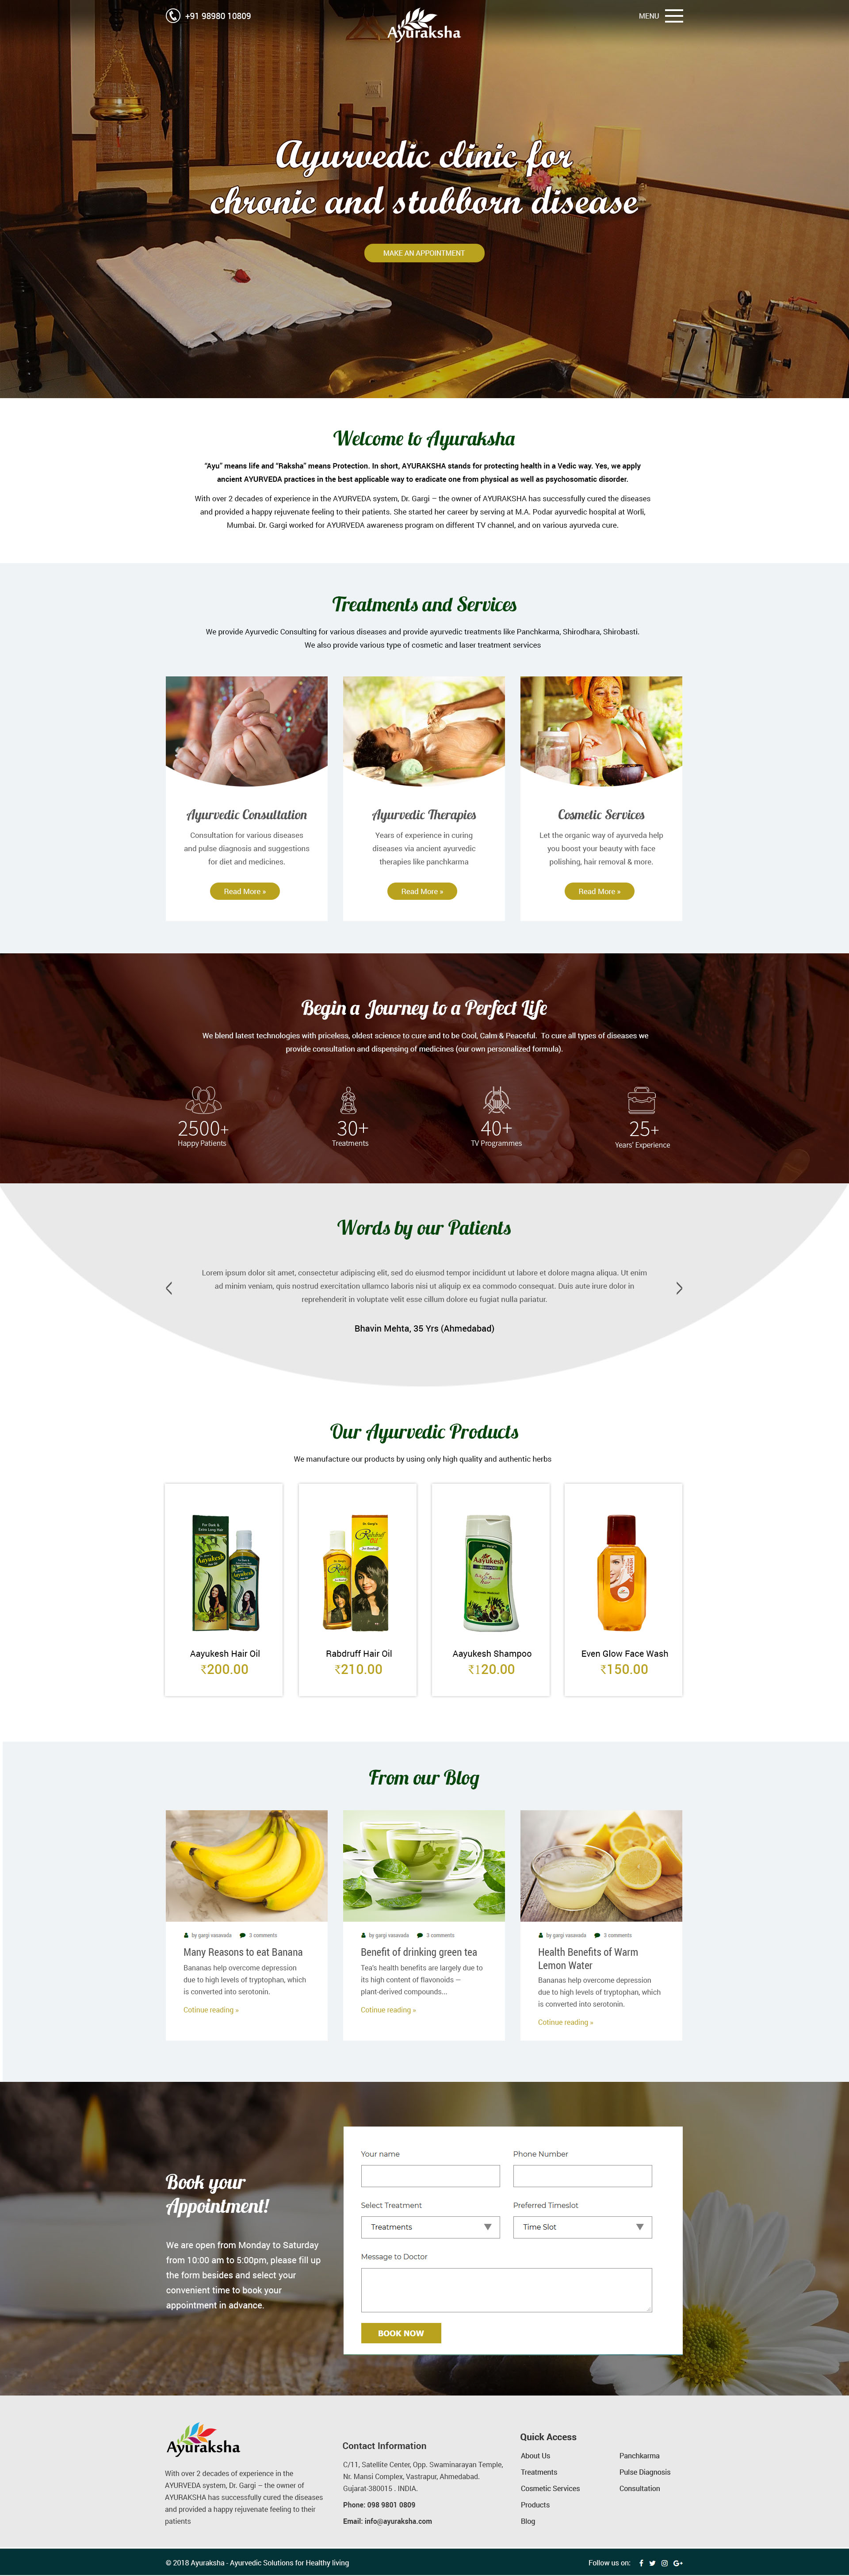 +91 98980 10809
Ayuraksha
MENU
Ayurvedic clinic for
chronic and stubborn disease
MAKE AN APPOINTMENT
Welcome to Ayuraksha
"Ayu" means life and "Raksha" means Protection. In short, AYURAKSHA stands for protecting health in a Vedic way. Yes, we apply
ancient AYURVEDA practices in the best applicable way to eradicate one from physical as well as psychosomatic disorder.
With over 2 decades of experience in the AYURVEDA system, Dr. Gargi – the owner of AYURAKSHA has successfully cured the diseases
and provided a happy rejuvenate feeling to their patients. She started her career by serving at M.A. Podar ayurvedic hospital at Worli,
Mumbai. Dr. Gargi worked for AYURVEDA awareness program on different TV channel, and on various ayurveda cure.
Treatments and Services
We provide Ayurvedic Consulting for various diseases and provide ayurvedic treatments like Panchkarma, Shirodhara, Shirobasti.
We also provide various type of cosmetic and laser treatment services
Ayurvedic Consultation
Consultation for various diseases
and pulse diagnosis and suggestions
for diet and medicines.
Read More »
Ayurvedic Therapies
Years of experience in curing
diseases via ancient ayurvedic
therapies like panchkarma
Read More »
Cosmetic Services
Let the organic way of ayurveda help
you boost your beauty with face
polishing, hair removal & more.
Read More »
Begin a Journey to a Perfect Life
We blend latest technologies with priceless, oldest science to cure and to be Cool, Calm & Peaceful. To cure all types of diseases we
provide consultation and dispensing of medicines (our own personalized formula).
2500+
Happy Patients
30+
Treatments
40+
TV Programmes
25+
Years' Experience
Words by our Patients
Lorem ipsum dolor sit amet, consectetur adipiscing elit, sed do eiusmod tempor incididunt ut labore et dolore magna aliqua. Ut enim
ad minim veniam, quis nostrud exercitation ullamco laboris nisi ut aliquip ex ea commodo consequat. Duis aute irure dolor in
reprehenderit in voluptate velit esse cillum dolore eu fugiat nulla pariatur.
Bhavin Mehta, 35 Yrs (Ahmedabad)
Our Ayurvedic Products
We manufacture our products by using only high quality and authentic herbs
Aayukesh
Aayukesh
Aayukesh Hair Oil
₹200.00
Rabdruff
Rabdruff Hair Oil
₹210.00
Aayukesh
Aayukesh Shampoo
₹120.00
Even Glow Face Wash
₹150.00
From our Blog
by gargi vasavada 3 comments
Many Reasons to eat Banana
Bananas help overcome depression
due to high levels of tryptophan, which
is converted into serotonin.
Cotinue reading »
by gargi vasavada 3 comments
Benefit of drinking green tea
Tea's health benefits are largely due to
its high content of flavonoids —
plant-derived compounds...
Cotinue reading »
by gargi vasavada 3 comments
Health Benefits of Warm
Lemon Water
Bananas help overcome depression
due to high levels of tryptophan, which
is converted into serotonin.
Cotinue reading »
Book your
Appointment!
We are open from Monday to Saturday
from 10:00 am to 5:00pm, please fill up
the form besides and select your
convenient time to book your
appointment in advance.
Your name
Phone Number
Select Treatment
Preferred Timeslot
Treatments
Time Slot
Message to Doctor
BOOK NOW
Ayuraksha
With over 2 decades of experience in the
AYURVEDA system, Dr. Gargi – the owner of
AYURAKSHA has successfully cured the diseases
and provided a happy rejuvenate feeling to their
patients
Contact Information
C/11, Satellite Center, Opp. Swaminarayan Temple,
Nr. Mansi Complex, Vastrapur, Ahmedabad.
Gujarat-380015 . INDIA.
Phone: 098 9801 0809
Email: info@ayuraksha.com
Quick Access
About Us
Treatments
Cosmetic Services
Products
Blog
Panchkarma
Pulse Diagnosis
Consultation
© 2018 Ayuraksha - Ayurvedic Solutions for Healthy living
Follow us on: